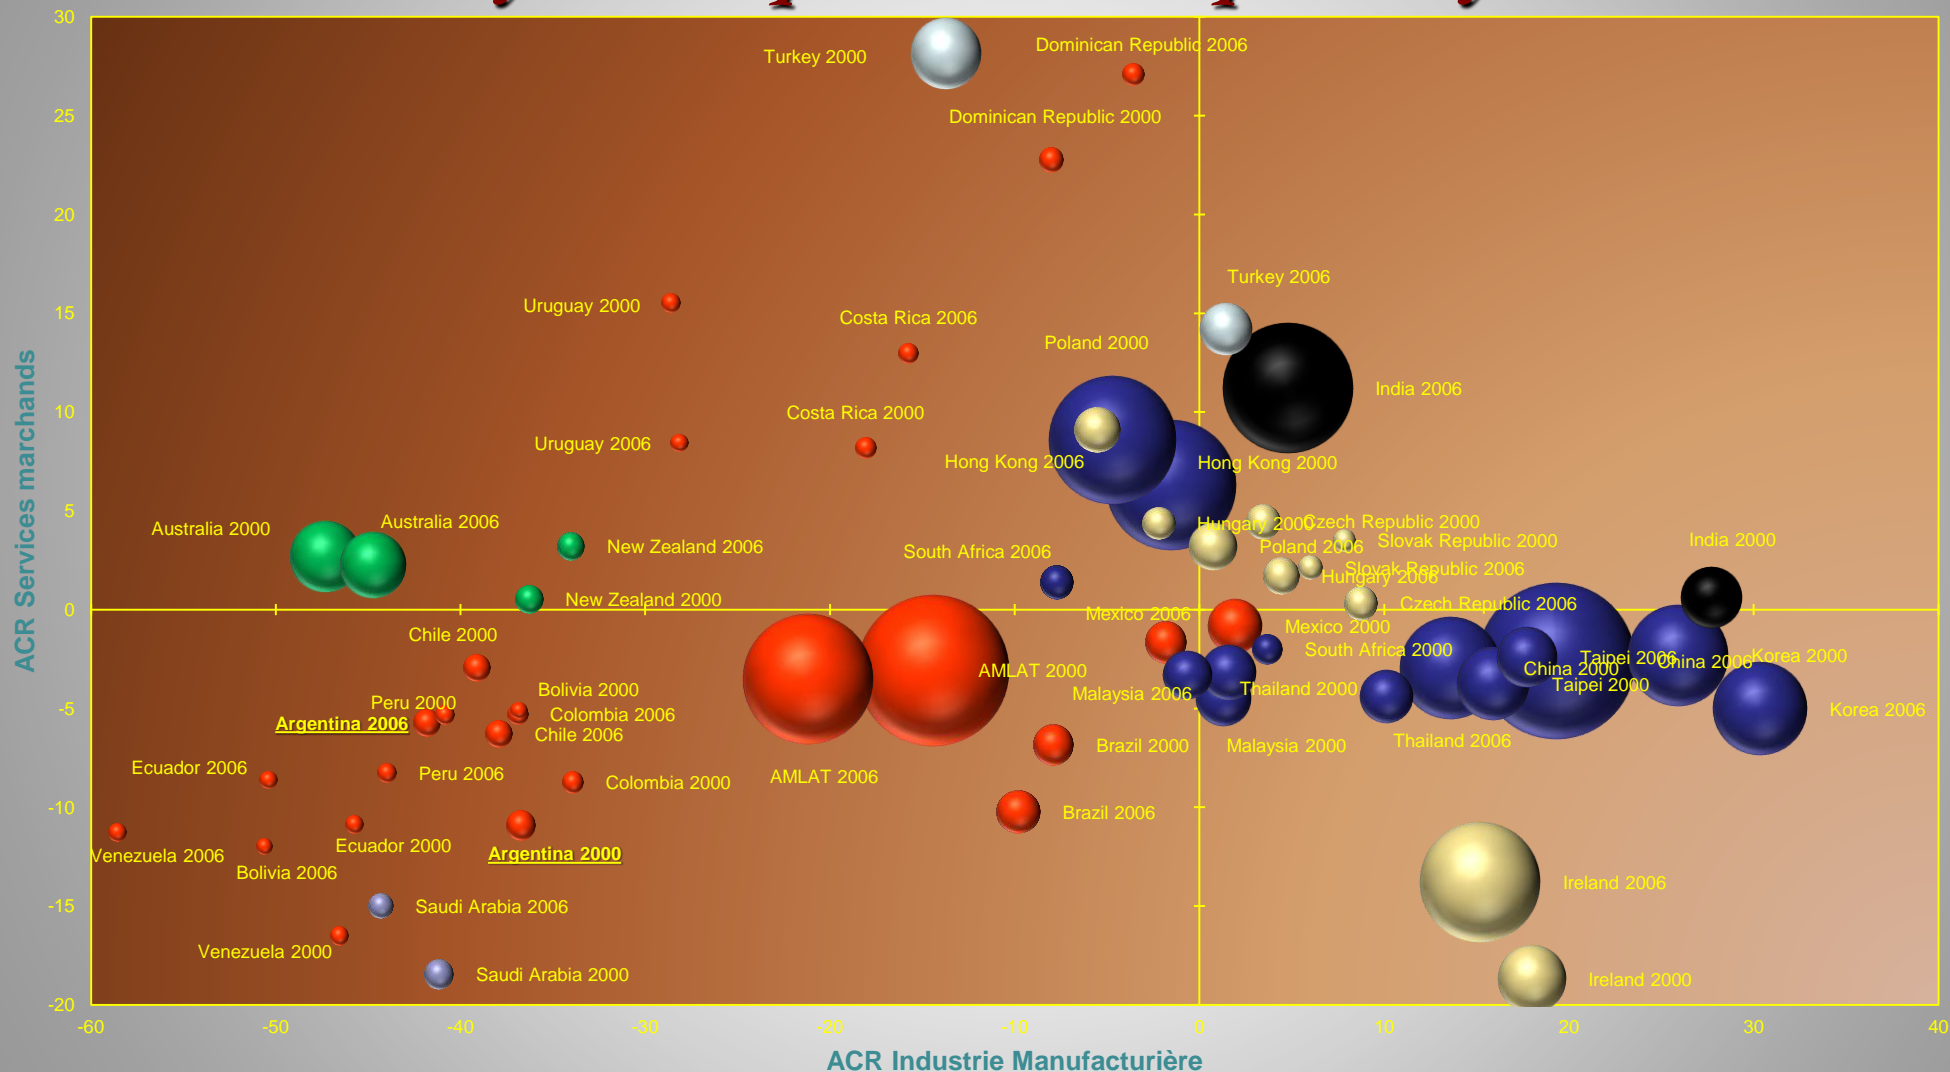 30
Turkey 2000
Dominican Republic 2006
25
Dominican Republic 2000
20
Turkey 2006
15
Uruguay 2000
Costa Rica 2006
Poland 2000
India 2006
10
Costa Rica 2000
Uruguay 2006
Hong Kong 2006
Hong Kong 2000
5
Australia 2000
Australia 2006
New Zealand 2006
South Africa 2006
Hungary 2000
Czech Republic 2000
Poland 2006
Slovak Republic 2000
India 2000
Slovak Republic 2006
Hungary 2006
0
New Zealand 2000
Czech Republic 2006
Mexico 2006
Mexico 2000
Chile 2000
South Africa 2000
AMLAT 2000
Taipei 2006
China 2000
China 2006
Korea 2000
Taipei 2000
Bolivia 2000
Malaysia 2006
Thailand 2000
-5
Peru 2000
Argentina 2006
Colombia 2006
Chile 2006
Korea 2006
Brazil 2000
Malaysia 2000
Thailand 2006
Ecuador 2006
Peru 2006
AMLAT 2006
Colombia 2000
-10
Brazil 2006
Ecuador 2000
Venezuela 2006
Argentina 2000
Bolivia 2006
Ireland 2006
-15
Saudi Arabia 2006
Venezuela 2000
Saudi Arabia 2000
Ireland 2000
-20
-60
-50
-40
-30
-20
-10
0
10
20
30
40
ACR Services marchands
ACR Industrie Manufacturière